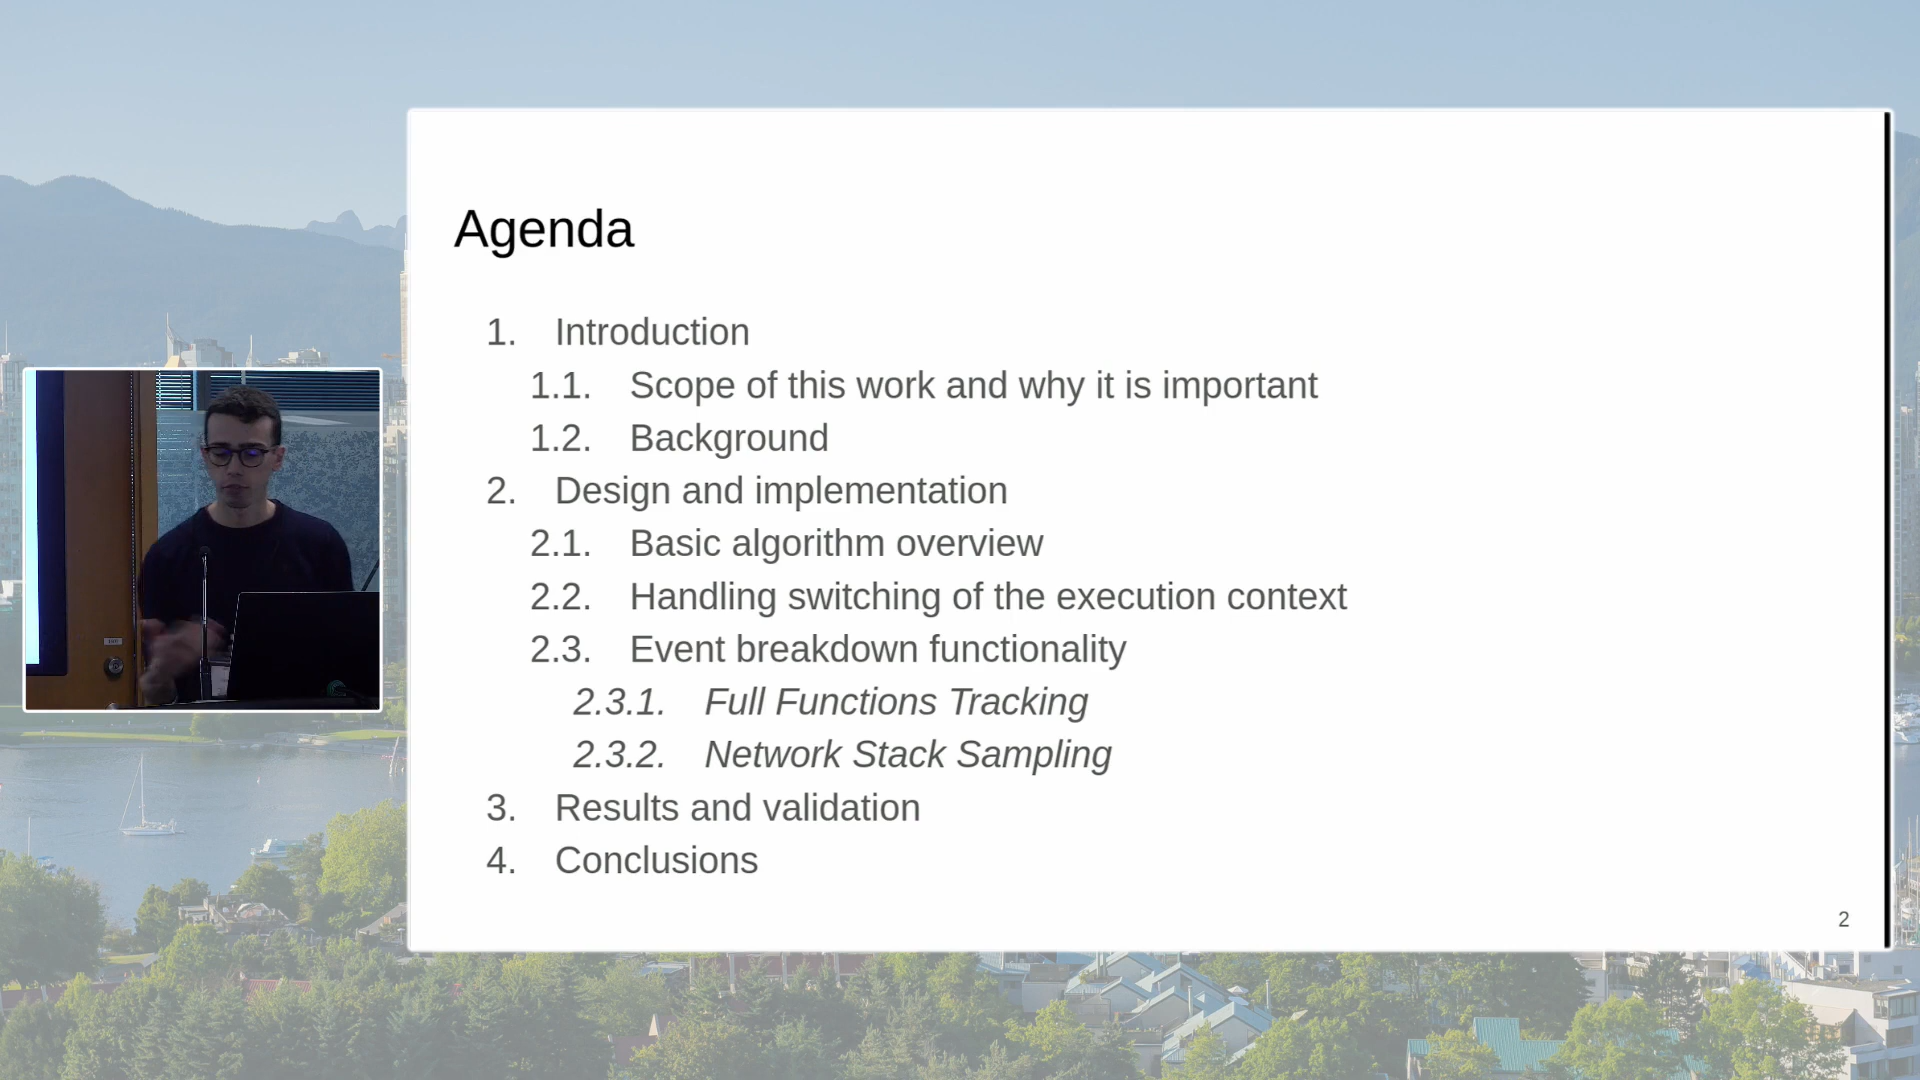 Agenda
1. Introduction
1.1. Scope of this work and why it is important
1.2. Background
2. Design and implementation
2.1. Basic algorithm overview
2.2. Handling switching of the execution context
2.3. Event breakdown functionality
2.3.1. Full Functions Tracking
2.3.2. Network Stack Sampling
3. Results and validation
4. Conclusions
2